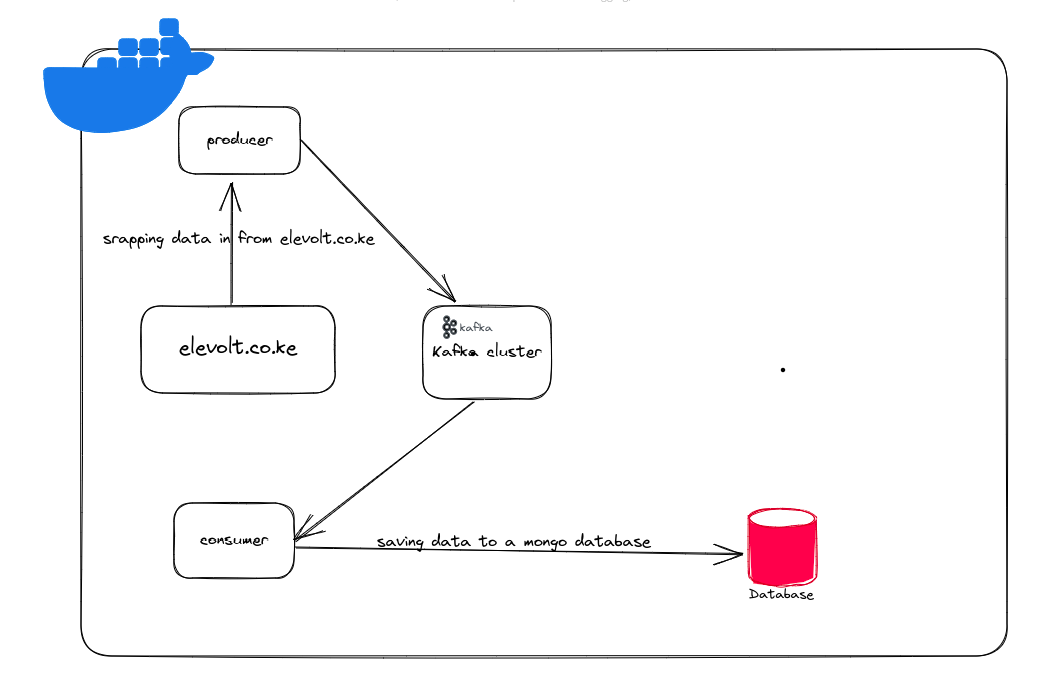 producer
srapping data in from elevolt.co.ke
elevolt.co.ke
kafka
Kafka cluster
consumer
saving data to a mongo database
Database